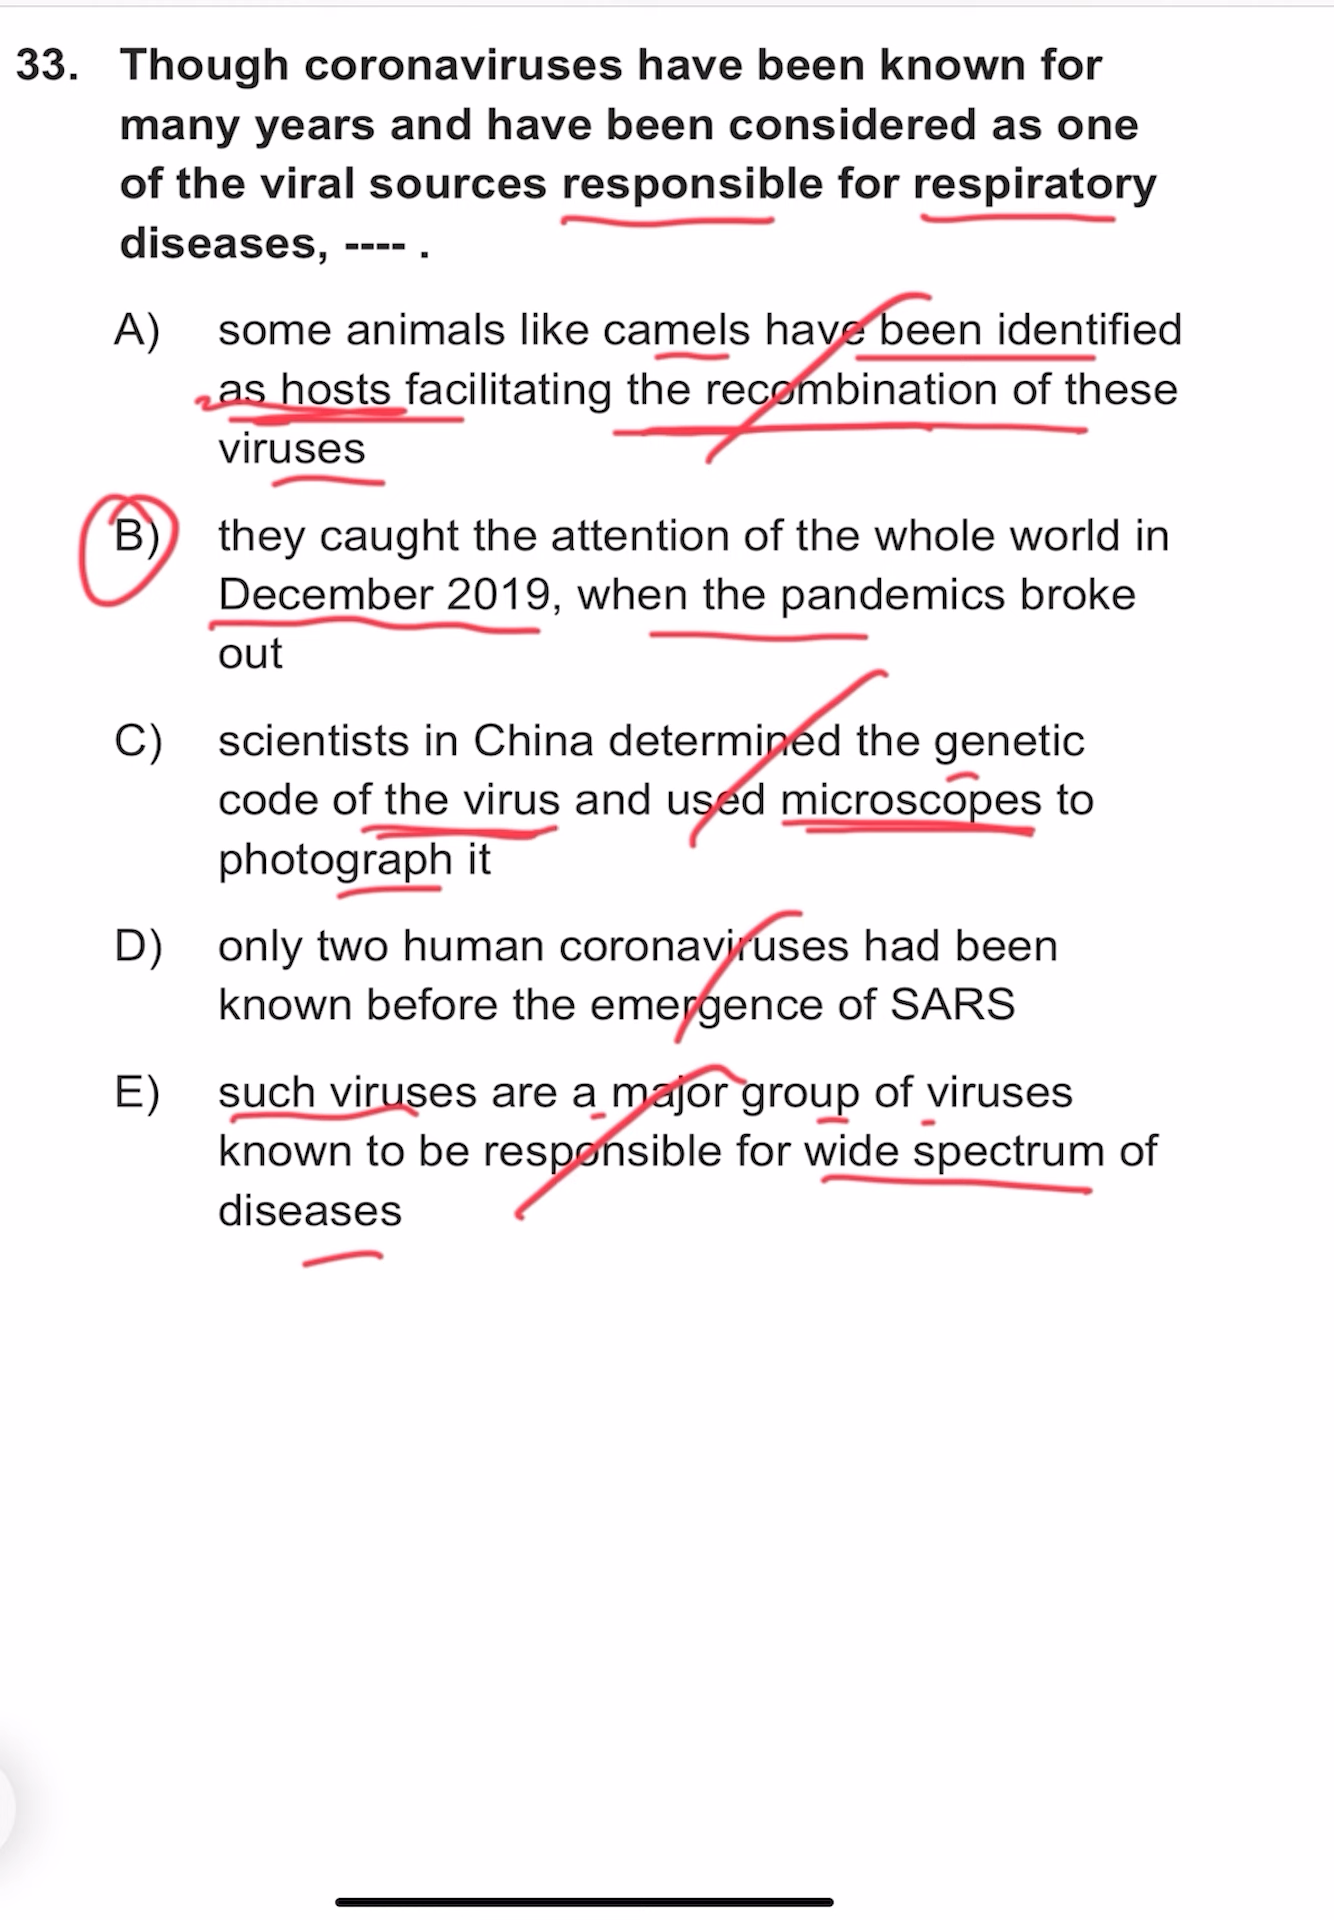 33. Though coronaviruses have been known for
many years and have been considered as one
of the viral sources responsible for respiratory
diseases, ---- .
A) some animals like camels have been identified
as hosts facilitating the recombination of these
viruses
B) they caught the attention of the whole world in
December 2019, when the pandemics broke
out
C) scientists in China determined the genetic
code of the virus and used microscopes to
photograph it
D) only two human coronaviruses had been
known before the emergence of SARS
E) such viruses are a major group of viruses
known to be responsible for wide spectrum of
diseases